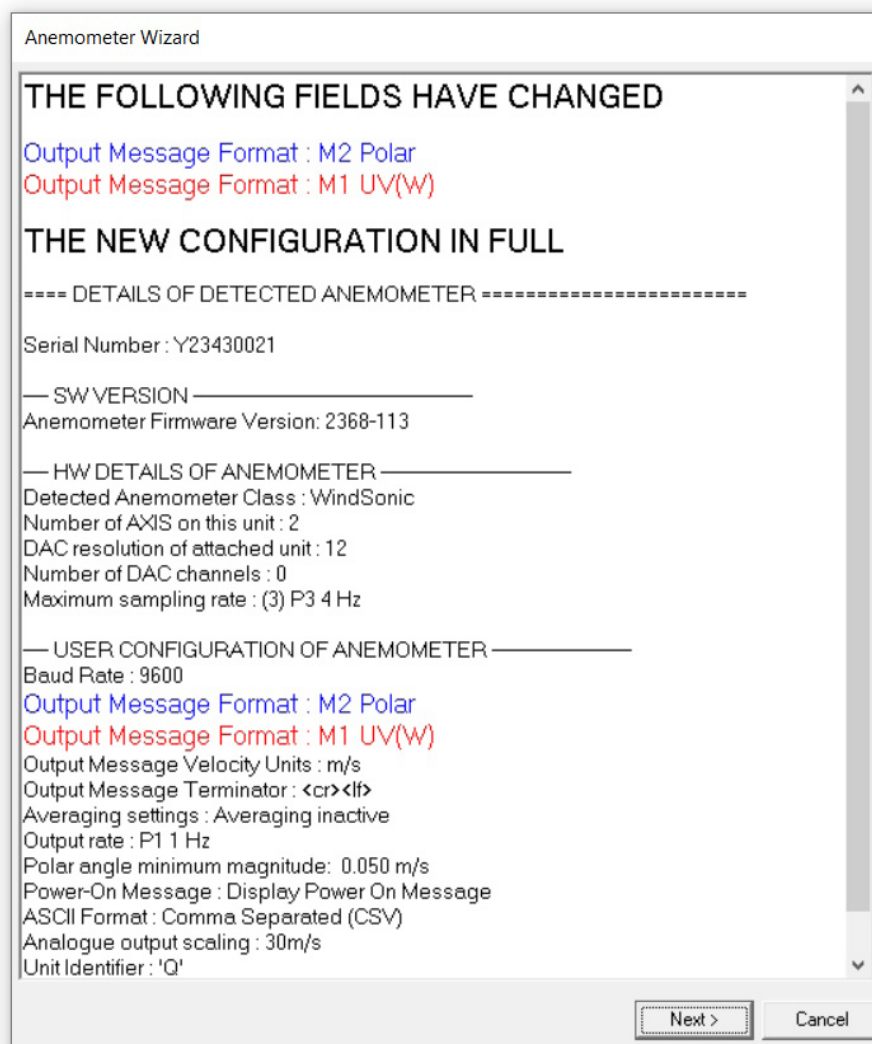 Anemometer Wizard
THE FOLLOWING FIELDS HAVE CHANGED
Output Message Format : M2 Polar
Output Message Format : M1 UV(W)
THE NEW CONFIGURATION IN FULL
==== DETAILS OF DETECTED ANEMOMETER ========================
Serial Number : Y23430021
— SW VERSION ————————————
Anemometer Firmware Version: 2368-113
— HW DETAILS OF ANEMOMETER ————————
Detected Anemometer Class : WindSonic
Number of AXIS on this unit : 2
DAC resolution of attached unit : 12
Number of DAC channels : 0
Maximum sampling rate : (3) P3 4 Hz
— USER CONFIGURATION OF ANEMOMETER ——————
Baud Rate : 9600
Output Message Format : M2 Polar
Output Message Format : M1 UV(W)
Output Message Velocity Units : m/s
Output Message Terminator : <cr><lf>
Averaging settings : Averaging inactive
Output rate : P1 1 Hz
Polar angle minimum magnitude:  0.050 m/s
Power-On Message : Display Power On Message
ASCII Format : Comma Separated (CSV)
Analogue output scaling : 30m/s
Unit Identifier : 'Q'
Next >
Cancel